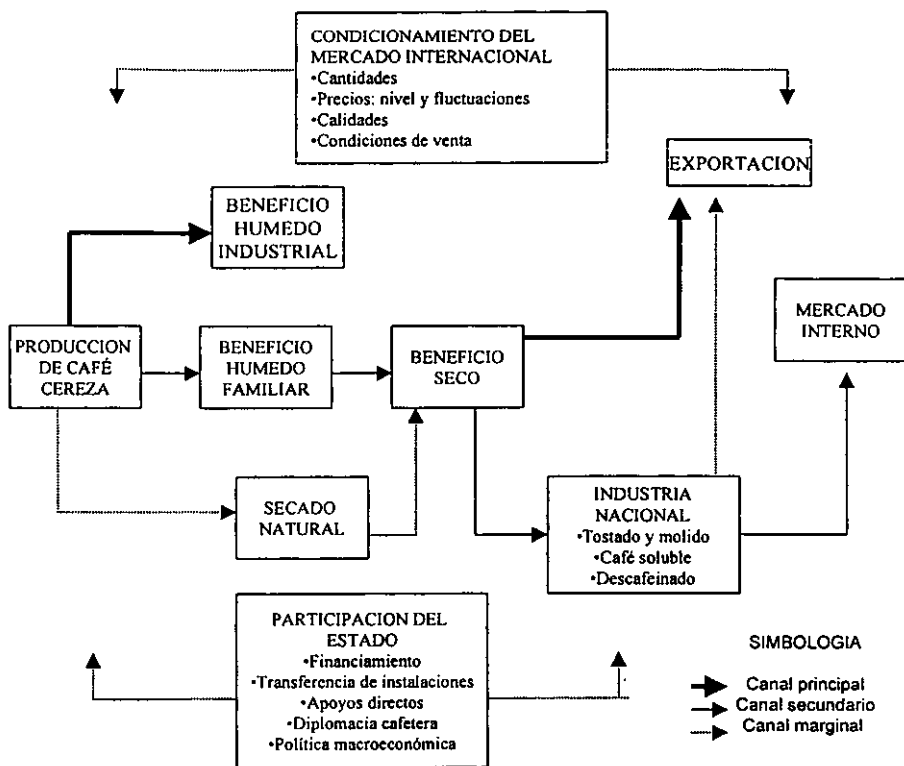 CONDICIONAMIENTO DEL
MERCADO INTERNACIONAL
•Cantidades
•Precios: nivel y fluctuaciones
•Calidades
•Condiciones de venta
EXPORTACION
BENEFICIO
HUMEDO
INDUSTRIAL
MERCADO
INTERNO
PRODUCCION
DE CAFÉ
CEREZA
BENEFICIO
HUMEDO
FAMILIAR
BENEFICIO
SECO
SECADO
NATURAL
INDUSTRIA
NACIONAL
•Tostado y molido
•Café soluble
•Descafeinado
PARTICIPACION DEL
ESTADO
•Financiamiento
•Transferencia de instalaciones
•Apoyos directos
•Diplomacia cafetera
•Política macroeconómica
SIMBOLOGIA
Canal principal
Canal secundario
Canal marginal